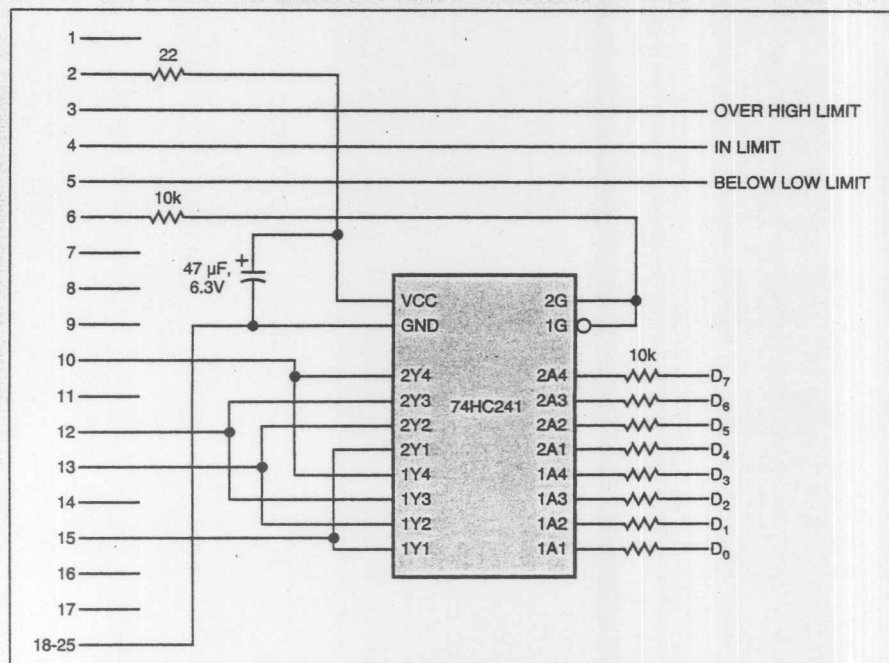 1
22
2
3 OVER HIGH LIMIT
4 IN LIMIT
5 BELOW LOW LIMIT
10k
6
7
47 µF, +
6.3V
8
9
VCC 2G
GND 1G
10
10k
2Y4 2A4 D7
11
2Y3 2A3 D6
74HC241
12
2Y2 2A2 D5
13
2Y1 2A1 D4
1Y4 1A4 D3
14
1Y3 1A3 D2
1Y2 1A2 D1
15
1Y1 1A1 D0
16
17
18-25